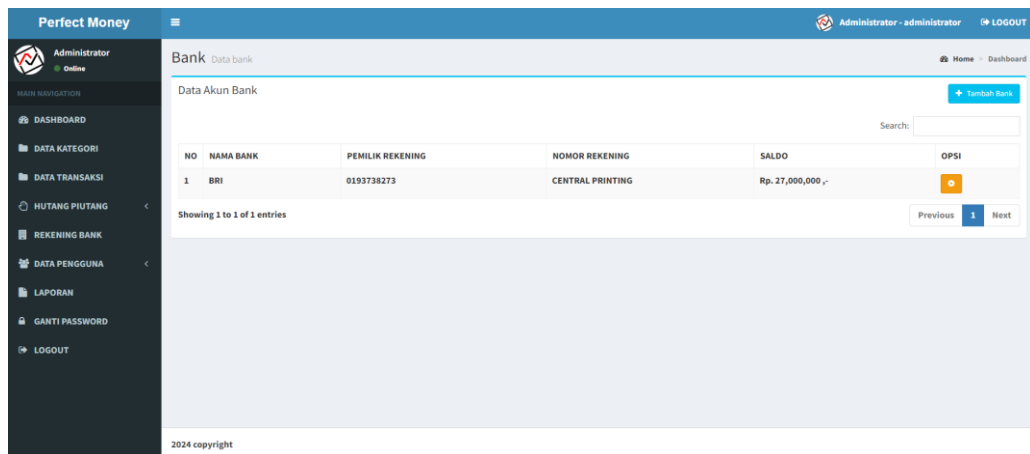 Perfect Money
Administrator - administrator LOGOUT
Administrator
Online
MAIN NAVIGATION
DASHBOARD
DATA KATEGORI
DATA TRANSAKSI
HUTANG PIUTANG
REKENING BANK
DATA PENGGUNA
LAPORAN
GANTI PASSWORD
LOGOUT
Bank Data bank
Home > Dashboard
Data Akun Bank
+ Tambah Bank
Search:
NO NAMA BANK PEMILIK REKENING NOMOR REKENING SALDO OPSI
1 BRI 0193738273 CENTRAL PRINTING Rp. 27,000,000 ,-
Showing 1 to 1 of 1 entries
Previous 1 Next
2024 copyright